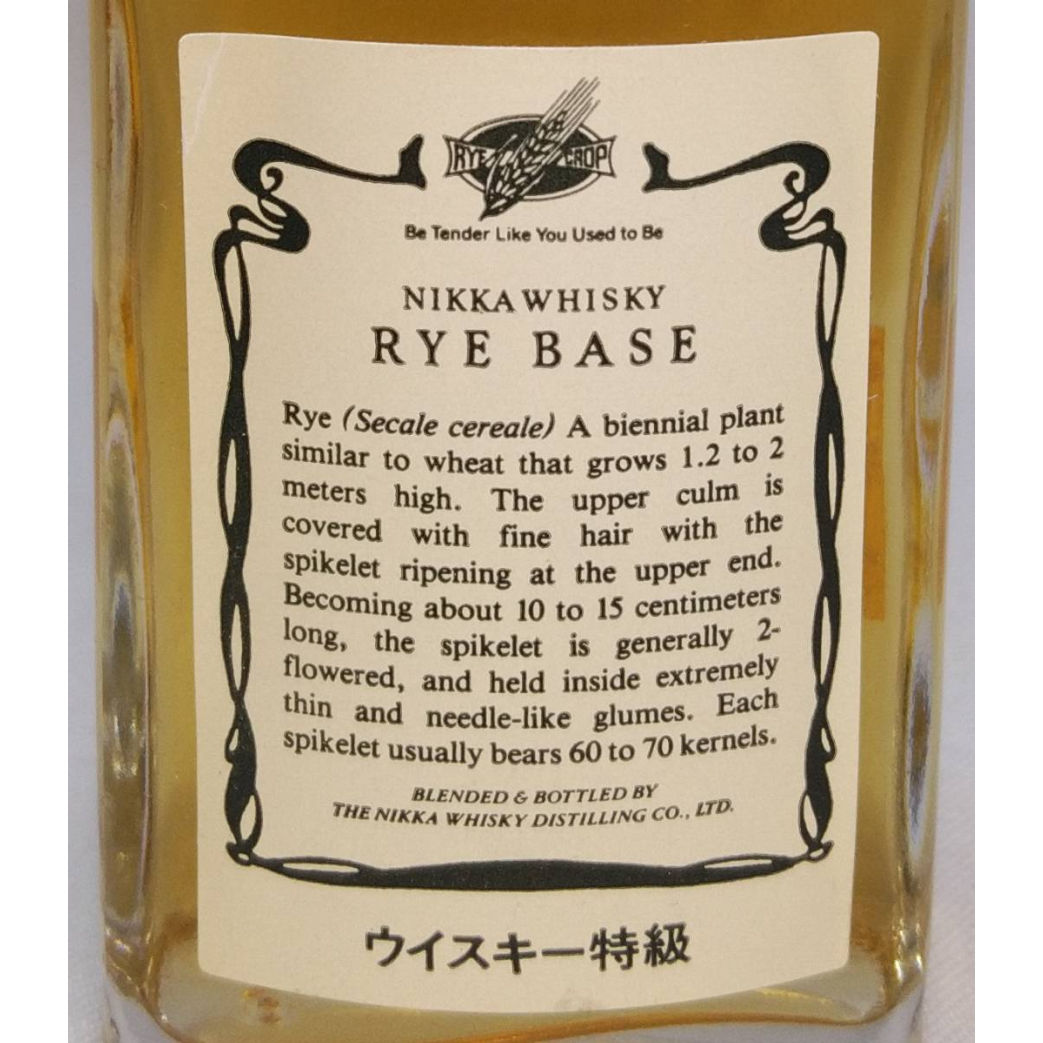 RYE CROP
Be Tender Like You Used to Be
NIKKA WHISKY
RYE BASE
Rye (Secale cereale) A biennial plant
similar to wheat that grows 1.2 to 2
meters high. The upper culm is
covered with fine hair with the
spikelet ripening at the upper end.
Becoming about 10 to 15 centimeters
long, the spikelet is generally 2-
flowered, and held inside extremely
thin and needle-like glumes. Each
spikelet usually bears 60 to 70 kernels.
BLENDED & BOTTLED BY
THE NIKKA WHISKY DISTILLING CO., LTD.
ウイスキー特級